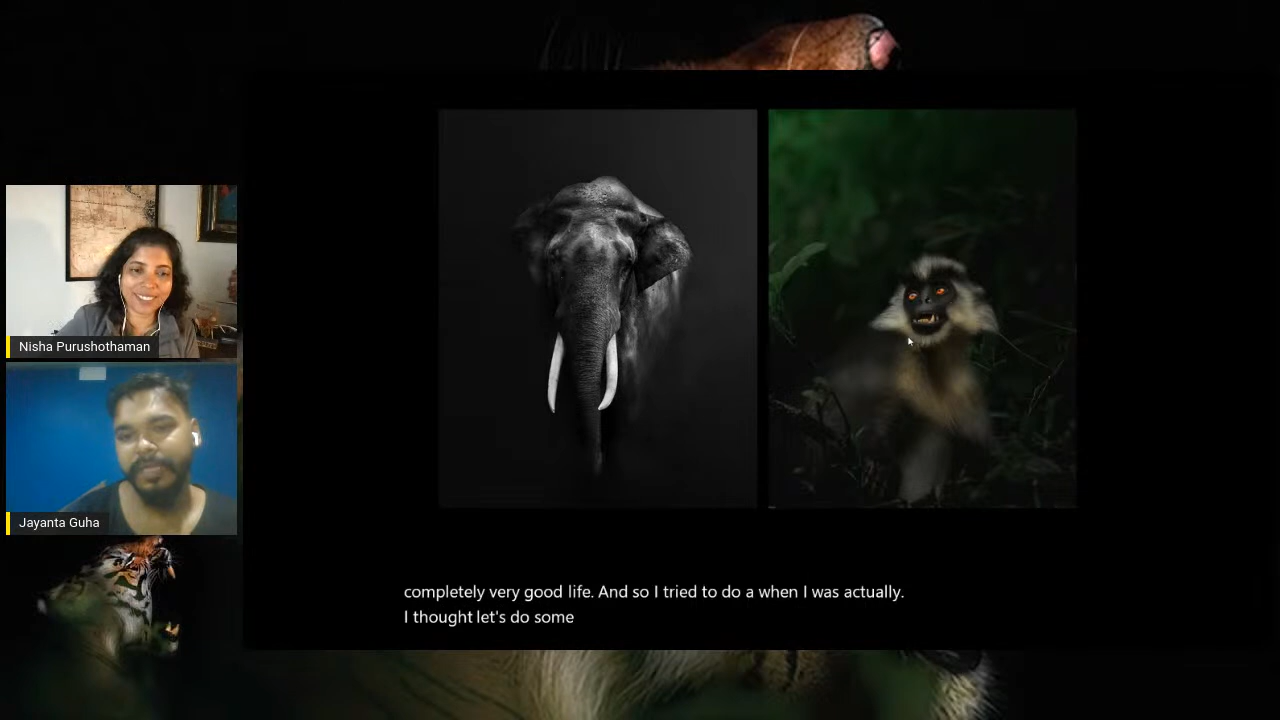 Nisha Purushothaman
Jayanta Guha
completely very good life. And so I tried to do a when I was actually.
I thought let's do some